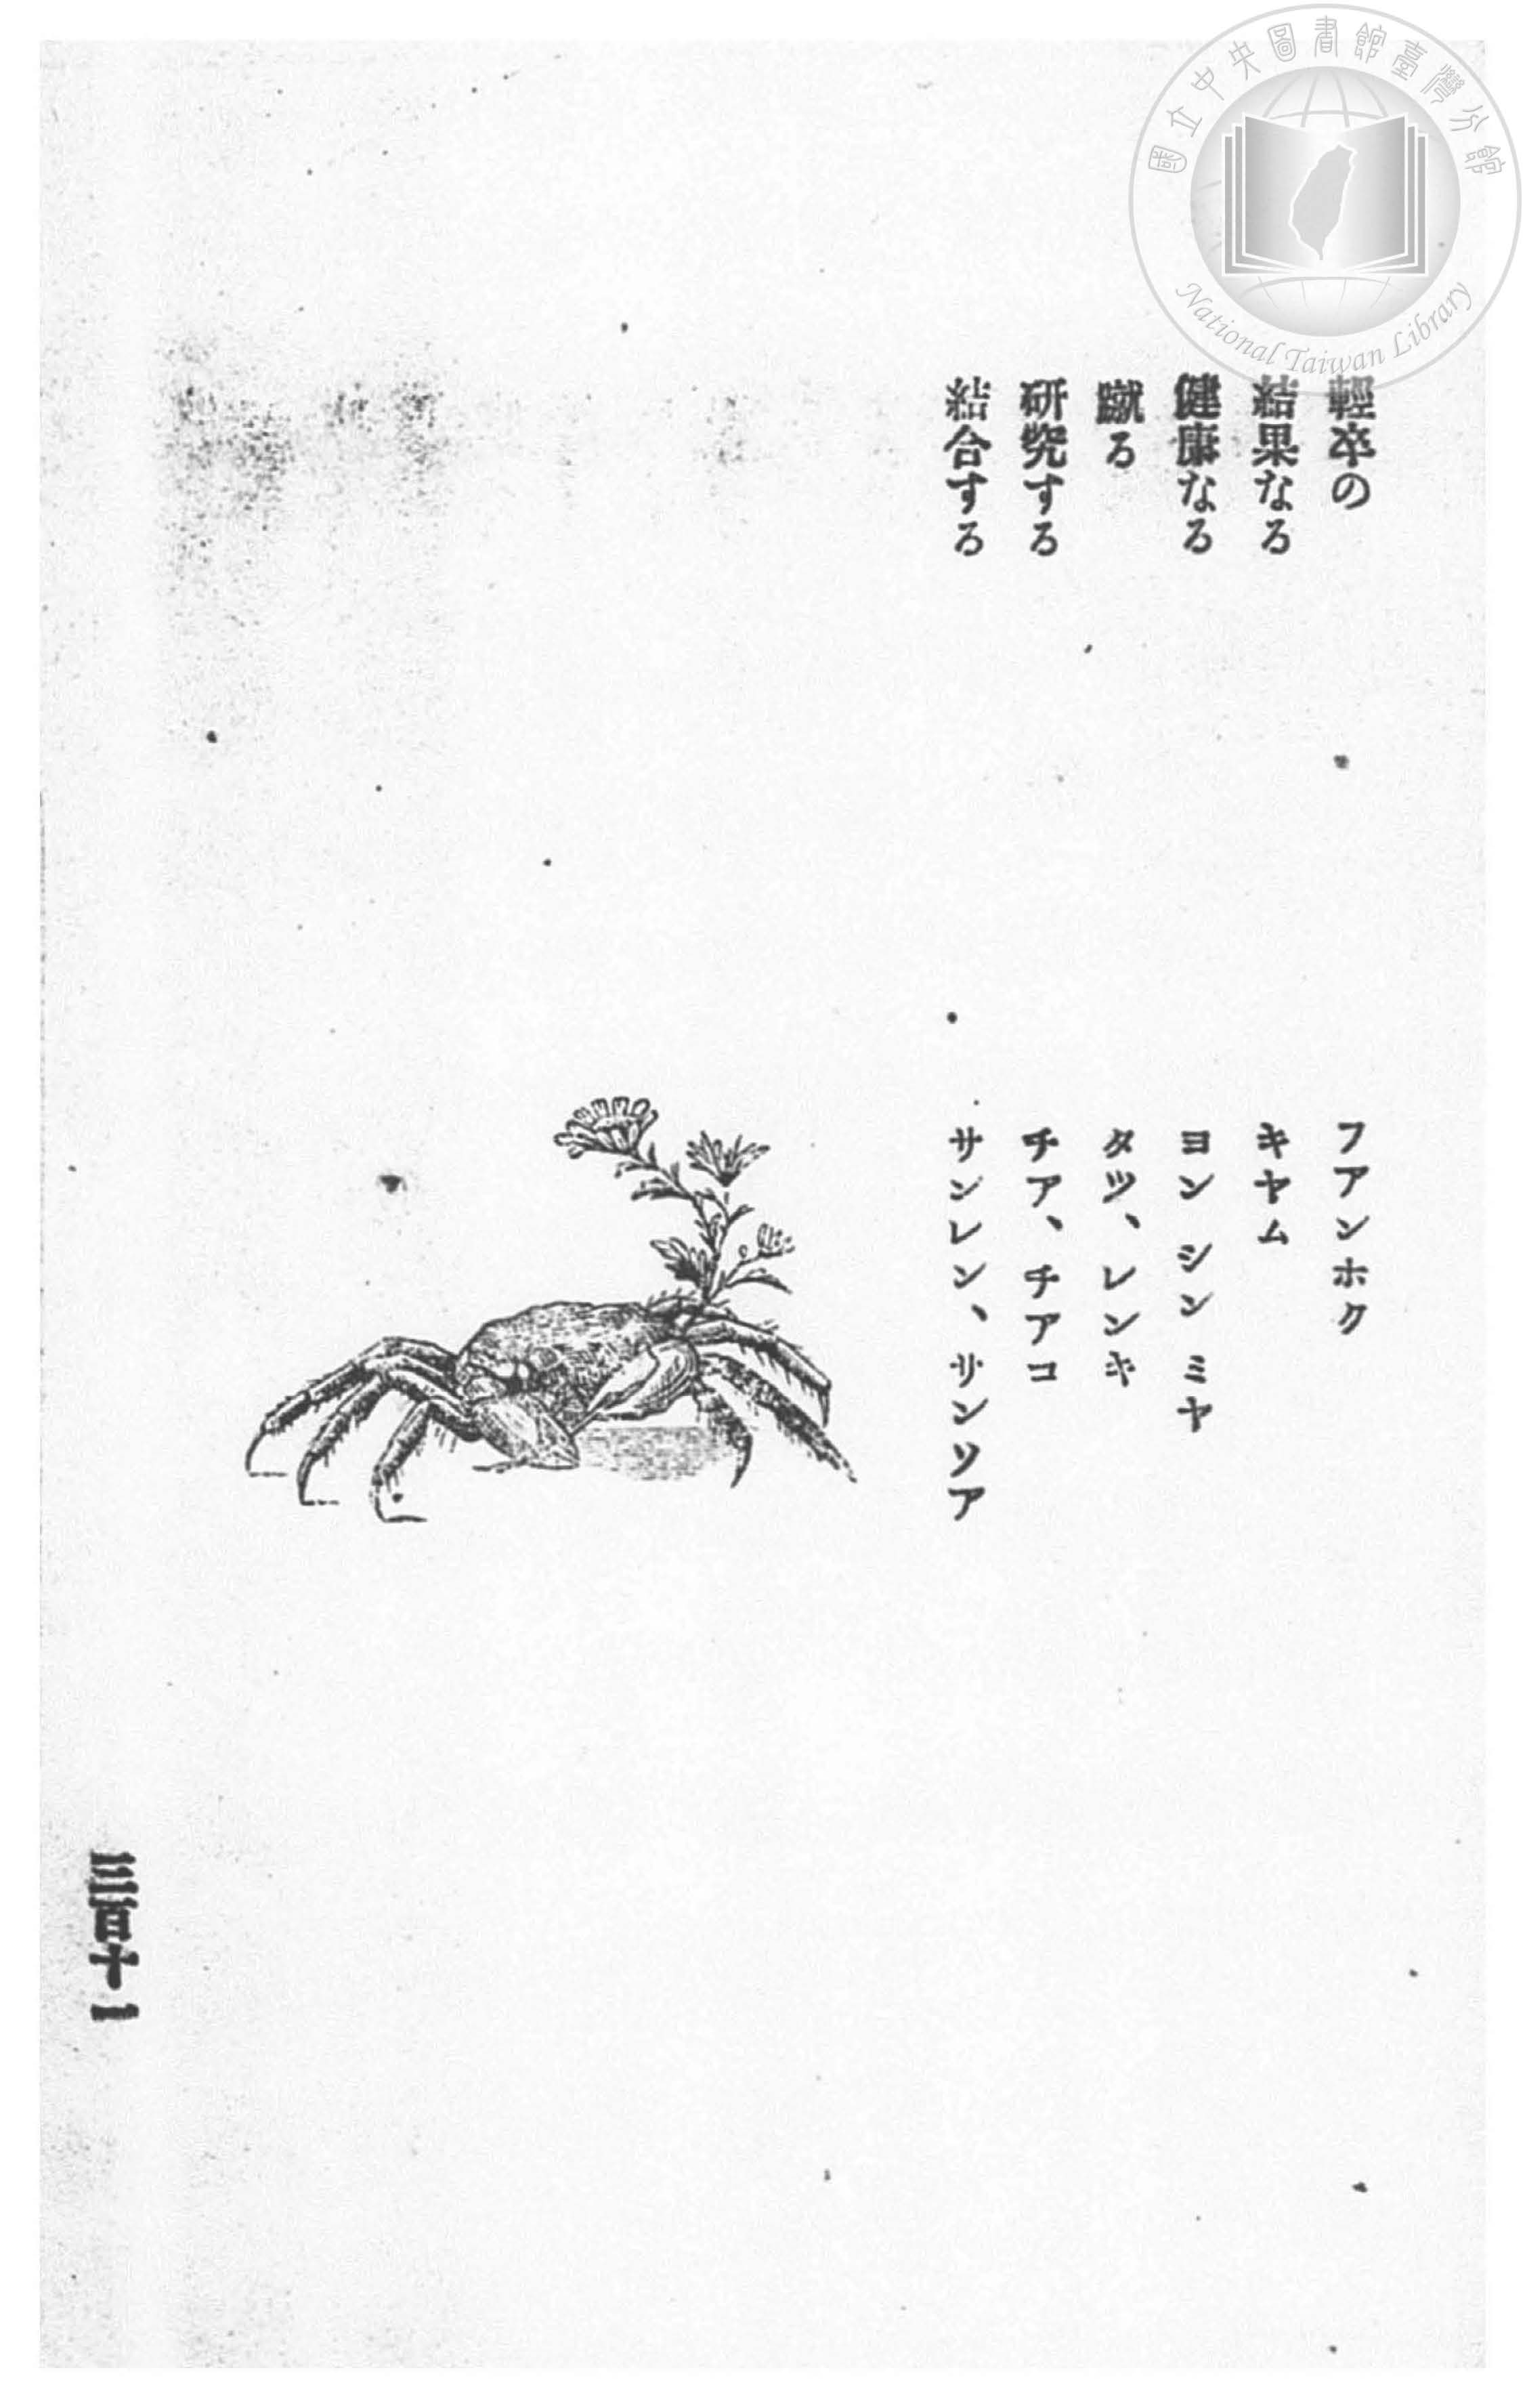 國立中央圖書館臺灣分館
National Taiwan Library
輕卒の
フアンホク
結果なる
キヤム
健康なる
ヨン シン ミヤ
蹴る
タツ、レンキ
研究する
チア、チアコ
結合する
サンレン、リンソア
三百十一